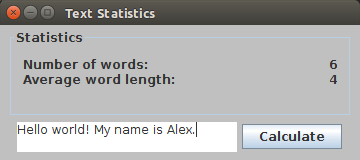 Text Statistics
Statistics
Number of words: 6
Average word length: 4
Hello world! My name is Alex.
Calculate